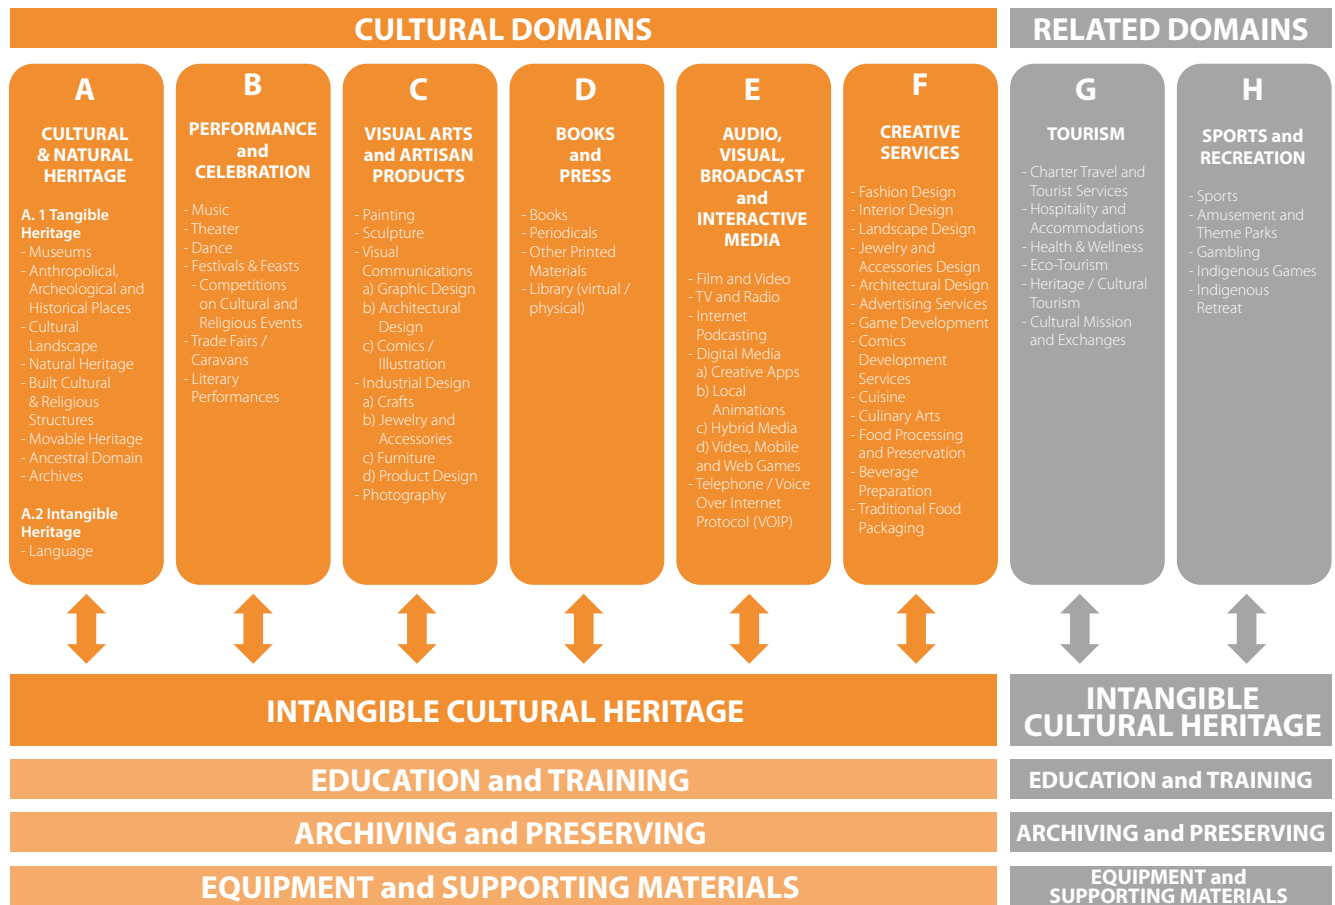 CULTURAL DOMAINS
RELATED DOMAINS
A
CULTURAL
& NATURAL
HERITAGE
A. 1 Tangible
Heritage
- Museums
- Anthropolical,
Archeological and
Historical Places
- Cultural
Landscape
- Natural Heritage
- Built Cultural
& Religious
Structures
- Movable Heritage
- Ancestral Domain
- Archives
A.2 Intangible
Heritage
- Language
B
PERFORMANCE
and
CELEBRATION
- Music
- Theater
- Dance
- Festivals & Feasts
- Competitions
on Cultural and
Religious Events
- Trade Fairs /
Caravans
- Literary
Performances
C
VISUAL ARTS
and ARTISAN
PRODUCTS
- Painting
- Sculpture
- Visual
Communications
a) Graphic Design
b) Architectural
Design
c) Comics /
Illustration
- Industrial Design
a) Crafts
b) Jewelry and
Accessories
c) Furniture
d) Product Design
- Photography
D
BOOKS
and
PRESS
- Books
- Periodicals
- Other Printed
Materials
- Library (virtual /
physical)
E
AUDIO,
VISUAL,
BROADCAST
and
INTERACTIVE
MEDIA
- Film and Video
- TV and Radio
- Internet
Podcasting
- Digital Media
a) Creative Apps
b) Local
Animations
c) Hybrid Media
d) Video, Mobile
and Web Games
- Telephone / Voice
Over Internet
Protocol (VOIP)
F
CREATIVE
SERVICES
- Fashion Design
- Interior Design
- Landscape Design
- Jewelry and
Accessories Design
- Architectural Design
- Advertising Services
- Game Development
- Comics
Development
Services
- Cuisine
- Culinary Arts
- Food Processing
and Preservation
- Beverage
Preparation
- Traditional Food
Packaging
G
TOURISM
- Charter Travel and
Tourist Services
- Hospitality and
Accommodations
- Health & Wellness
- Eco-Tourism
- Heritage / Cultural
Tourism
- Cultural Mission
and Exchanges
H
SPORTS and
RECREATION
- Sports
- Amusement and
Theme Parks
- Gambling
- Indigenous Games
- Indigenous
Retreat
INTANGIBLE CULTURAL HERITAGE
INTANGIBLE
CULTURAL HERITAGE
EDUCATION and TRAINING
EDUCATION and TRAINING
ARCHIVING and PRESERVING
ARCHIVING and PRESERVING
EQUIPMENT and SUPPORTING MATERIALS
EQUIPMENT and
SUPPORTING MATERIALS